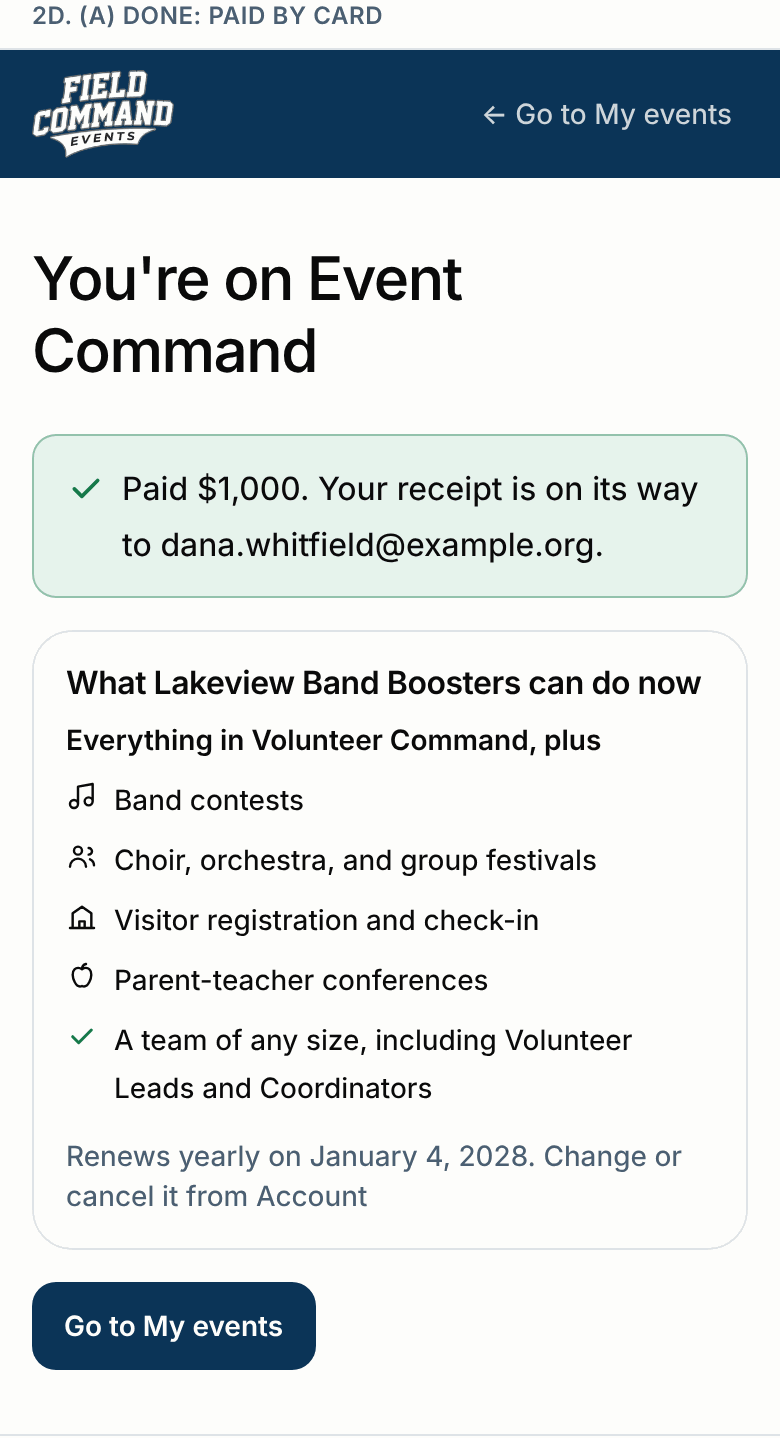 2D. (A) DONE: PAID BY CARD
FIELD
COMMAND
EVENTS
← Go to My events
You're on Event
Command
Paid $1,000. Your receipt is on its way
to dana.whitfield@example.org.
What Lakeview Band Boosters can do now
Everything in Volunteer Command, plus
Band contests
Choir, orchestra, and group festivals
Visitor registration and check-in
Parent-teacher conferences
A team of any size, including Volunteer
Leads and Coordinators
Renews yearly on January 4, 2028. Change or
cancel it from Account
Go to My events